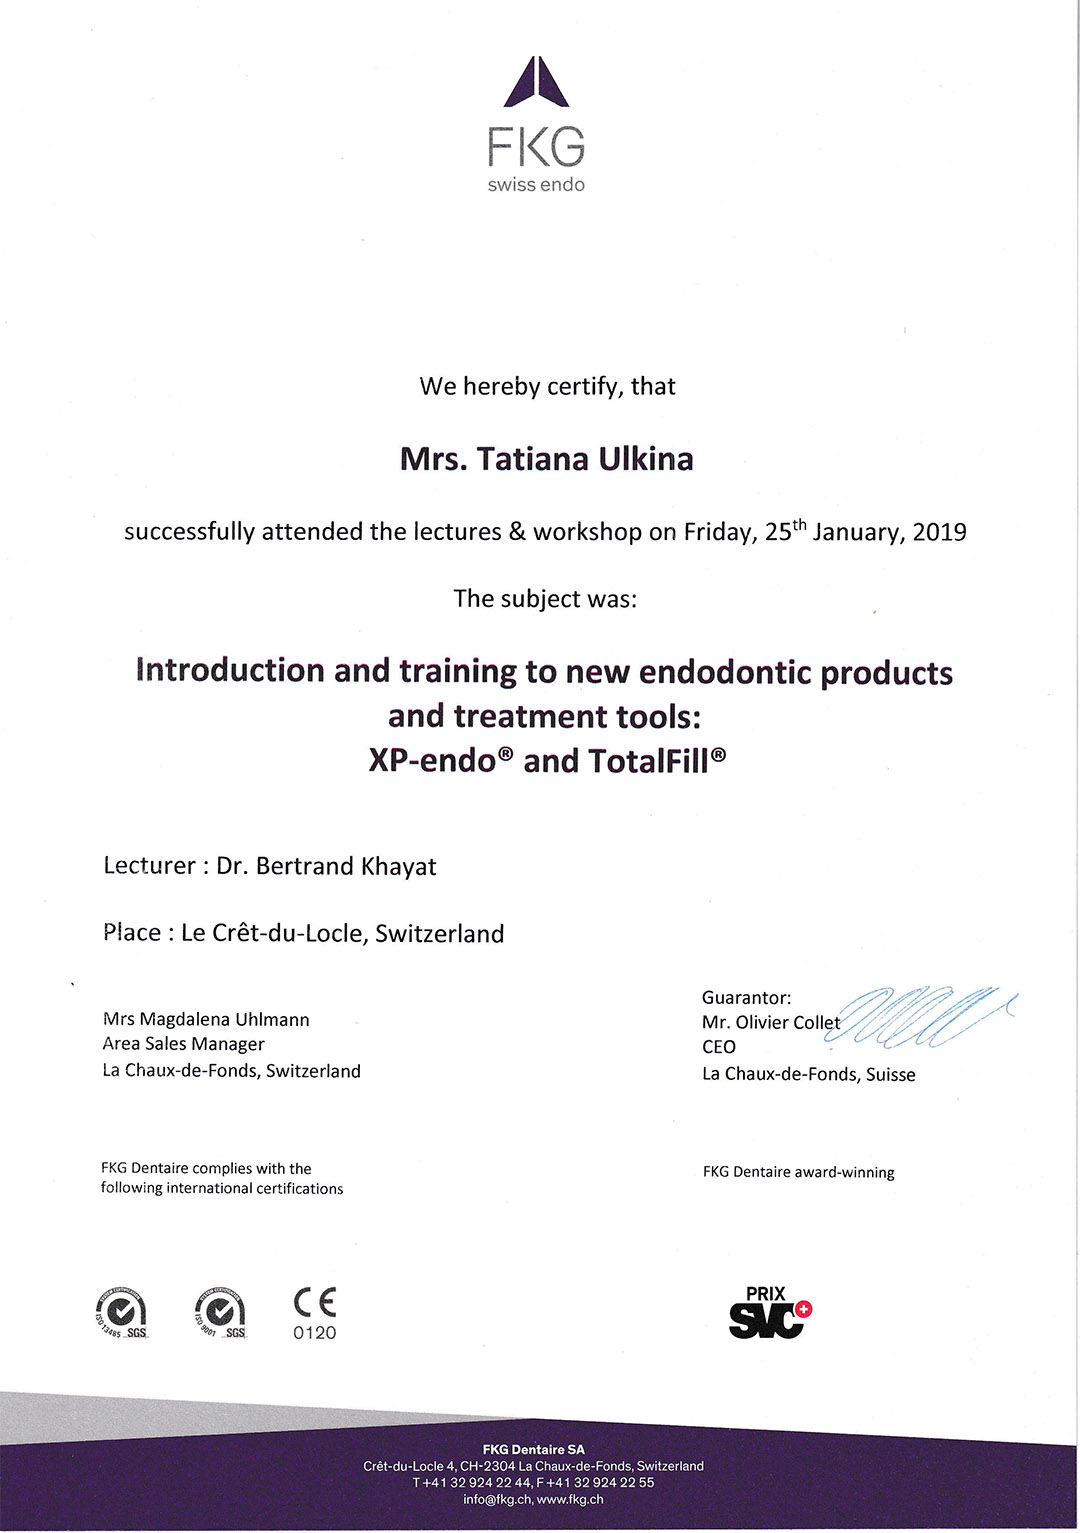 FKG
swiss endo
We hereby certify, that
Mrs. Tatiana Ulkina
successfully attended the lectures & workshop on Friday, 25th January, 2019
The subject was:
Introduction and training to new endodontic products
and treatment tools:
XP-endo® and TotalFill®
Lecturer : Dr. Bertrand Khayat
Place : Le Crêt-du-Locle, Switzerland
Mrs Magdalena Uhlmann
Area Sales Manager
La Chaux-de-Fonds, Switzerland
Guarantor:
Mr. Olivier Collet
CEO
La Chaux-de-Fonds, Suisse
FKG Dentaire complies with the
following international certifications
FKG Dentaire award-winning
SYSTEM CERTIFICATION
ISO 13485 SGS
SYSTEM CERTIFICATION
ISO 9001 SGS
CE
0120
PRIX
SVC
FKG Dentaire SA
Crêt-du-Locle 4, CH-2304 La Chaux-de-Fonds, Switzerland
T +41 32 924 22 44, F +41 32 924 22 55
info@fkg.ch, www.fkg.ch